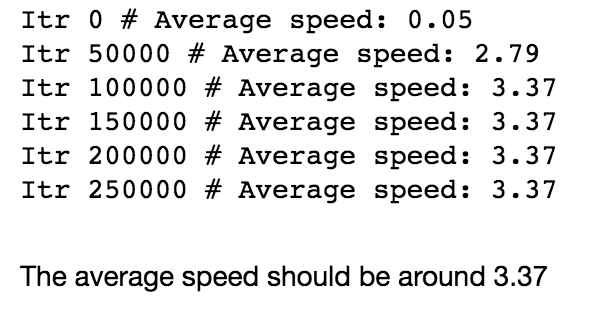 Itr 0 # Average speed: 0.05
Itr 50000 # Average speed: 2.79
Itr 100000 # Average speed: 3.37
Itr 150000 # Average speed: 3.37
Itr 200000 # Average speed: 3.37
Itr 250000 # Average speed: 3.37
The average speed should be around 3.37